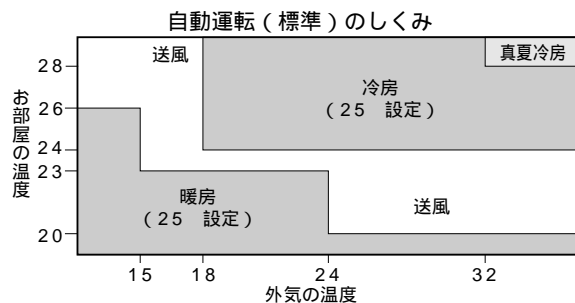 自動運転(標準)のしくみ
送風
真夏冷房
28
冷房
(25 設定)
お部屋の温度
26
24
23
暖房
(25 設定)
送風
20
15 18 24 32
外気の温度